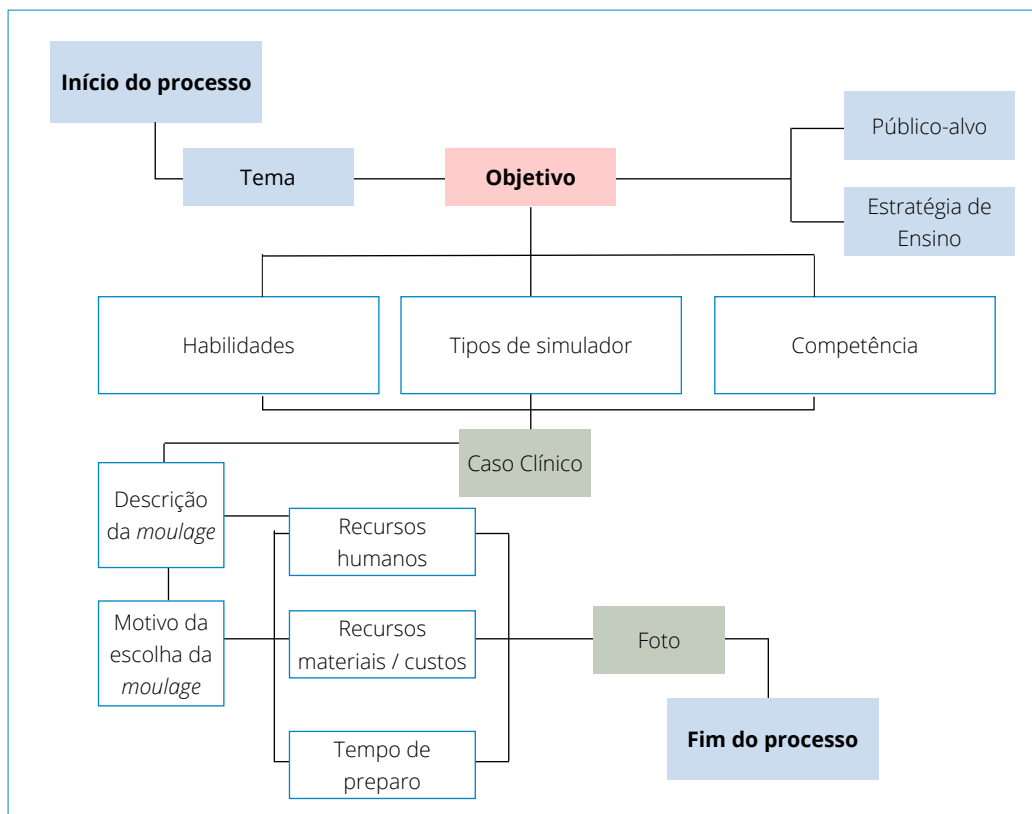 Início do processo
Público-alvo
Tema
Objetivo
Estratégia de
Ensino
Habilidades
Tipos de simulador
Competência
Caso Clínico
Descrição
da moulage
Recursos
humanos
Motivo da
escolha da
moulage
Recursos
materiais / custos
Foto
Tempo de
preparo
Fim do processo